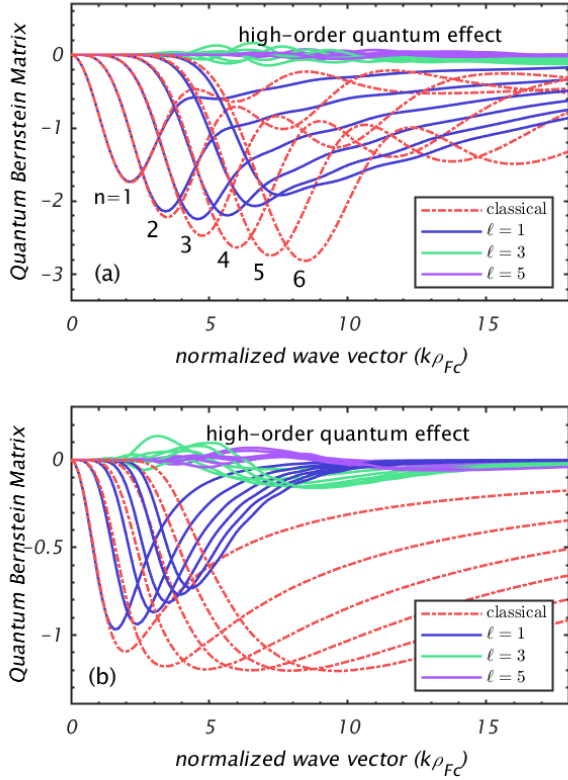 high-order quantum effect
Quantum Bernstein Matrix
0
-1
-2
-3
n=1
2
3
4
5
6
(a)
classical
ℓ = 1
ℓ = 3
ℓ = 5
0
5
10
15
normalized wave vector (kρ_Fc)
high-order quantum effect
Quantum Bernstein Matrix
0
-0.5
-1
(b)
classical
ℓ = 1
ℓ = 3
ℓ = 5
0
5
10
15
normalized wave vector (kρ_Fc)